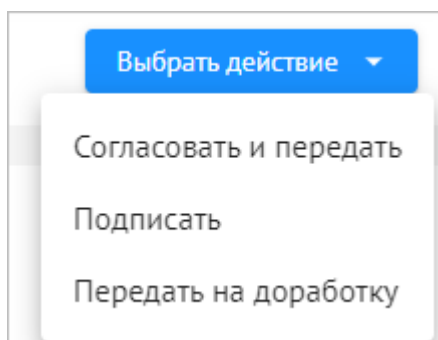 Выбрать действие
Согласовать и передать
Подписать
Передать на доработку